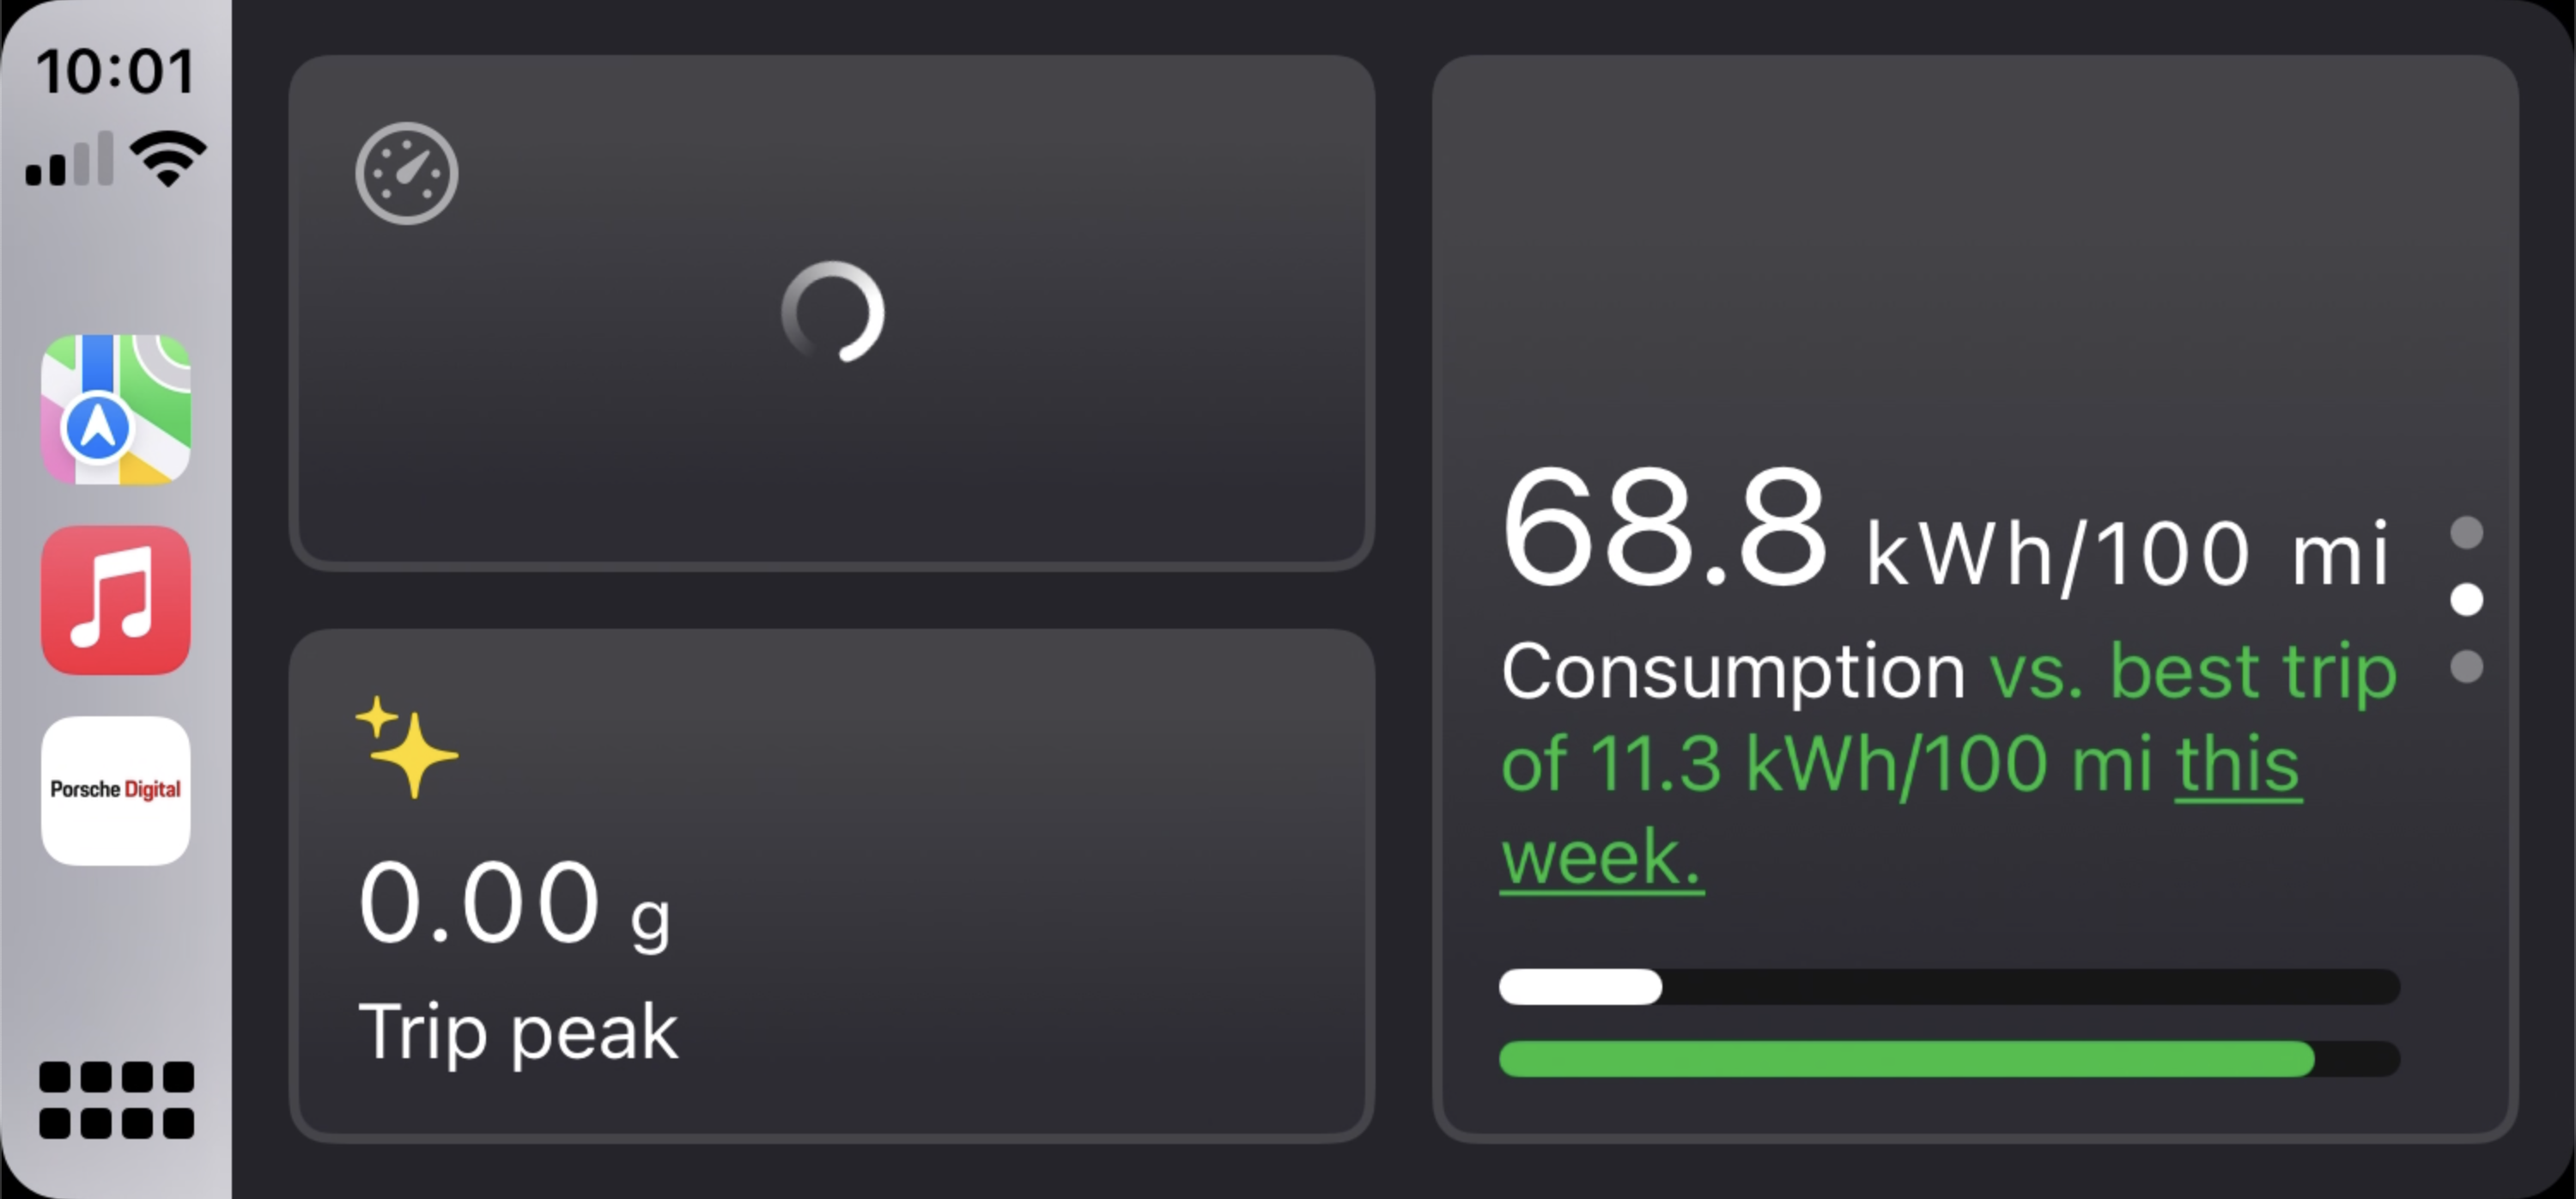 10:01
Porsche Digital
0.00 g
Trip peak
68.8 kWh/100 mi
Consumption vs. best trip
of 11.3 kWh/100 mi this
week.